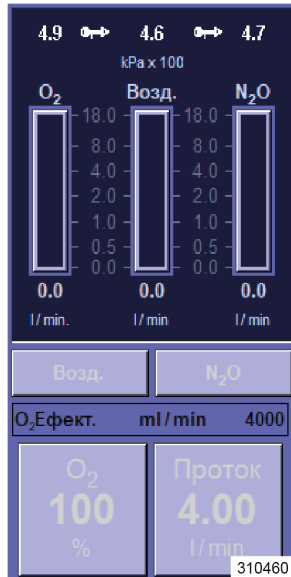 4.9 4.6 4.7
kPa x 100
O₂ Возд. N₂O
18.0 18.0
8.0 8.0
4.0 4.0
2.0 2.0
1.0 1.0
0.5 0.5
0.0 0.0
0.0 0.0 0.0
l/min. l/min l/min
Возд. N₂O
O₂Ефект. ml/min 4000
O₂ Проток
100 4.00
% l/min
310460